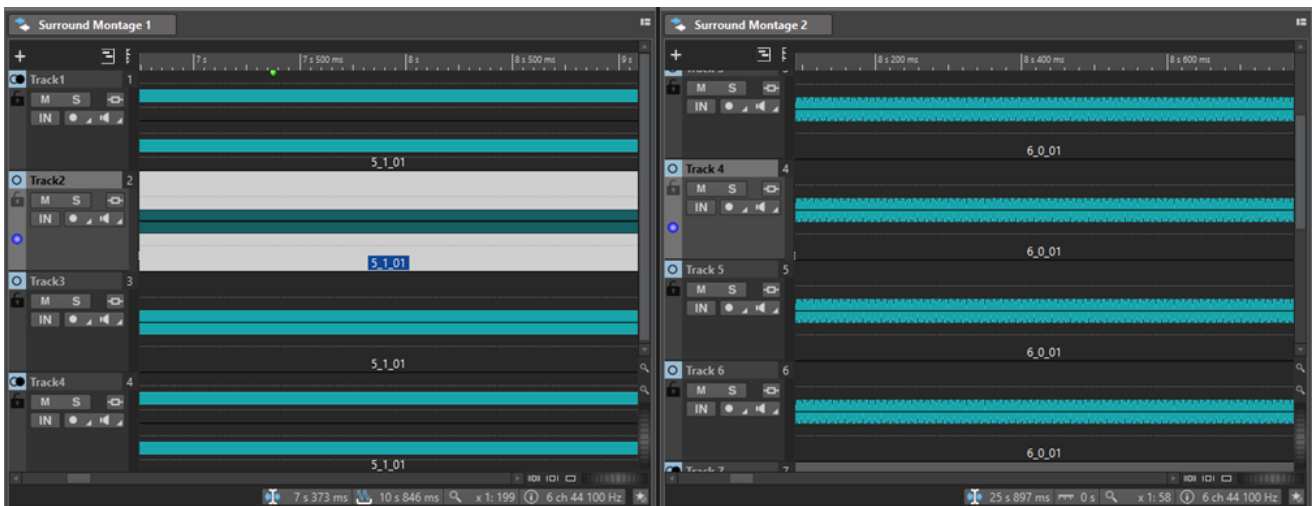 Surround Montage 1
7 s 7 s 500 ms 8 s 8 s 500 ms 9 s
Track1 1
M S
IN
5_1_01
Track2 2
M S
IN
5_1_01
Track3 3
M S
IN
5_1_01
Track4 4
M S
IN
5_1_01
7 s 373 ms 10 s 846 ms x 1: 199 6 ch 44 100 Hz
Surround Montage 2
8 s 200 ms 8 s 400 ms 8 s 600 ms
M S
IN
6_0_01
Track 4 4
M S
IN
6_0_01
Track 5 5
M S
IN
6_0_01
Track 6 6
M S
IN
6_0_01
Track 7 7
25 s 897 ms 0 s x 1: 58 6 ch 44 100 Hz